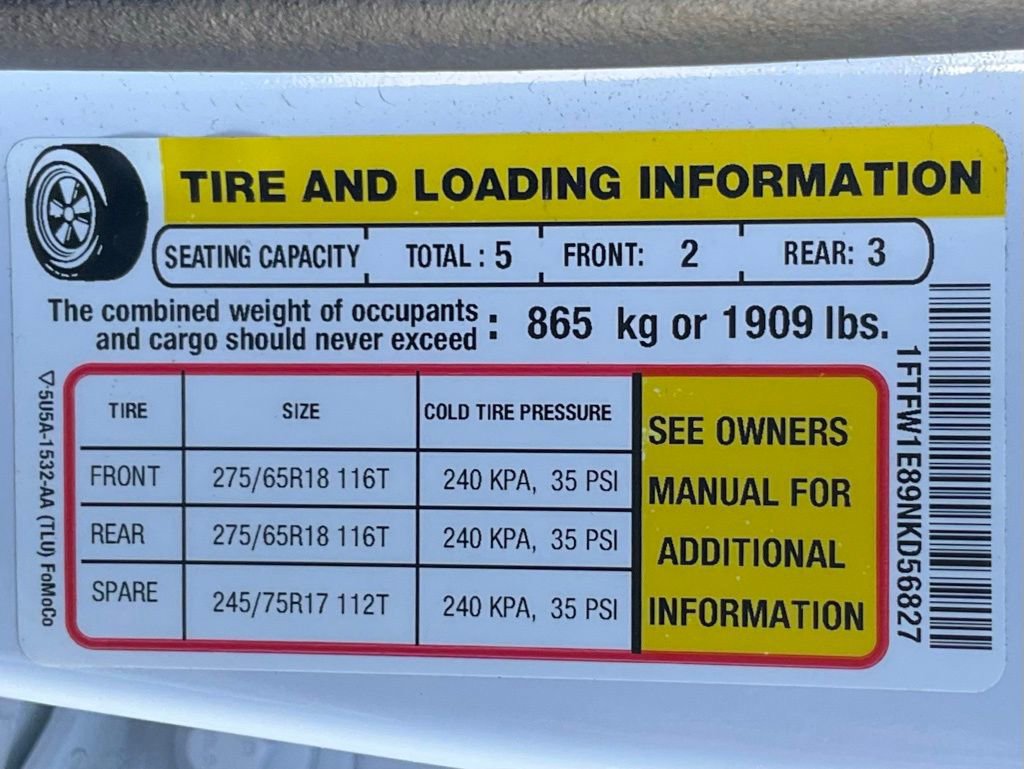 TIRE AND LOADING INFORMATION
SEATING CAPACITY TOTAL : 5 FRONT: 2 REAR: 3
The combined weight of occupants
and cargo should never exceed : 865 kg or 1909 lbs.
TIRE SIZE COLD TIRE PRESSURE
FRONT 275/65R18 116T 240 KPA, 35 PSI
REAR 275/65R18 116T 240 KPA, 35 PSI
SPARE 245/75R17 112T 240 KPA, 35 PSI
SEE OWNERS
MANUAL FOR
ADDITIONAL
INFORMATION
1FTFW1E89NKD56827
5U5A-1532-AA (TLU) FoMoCo